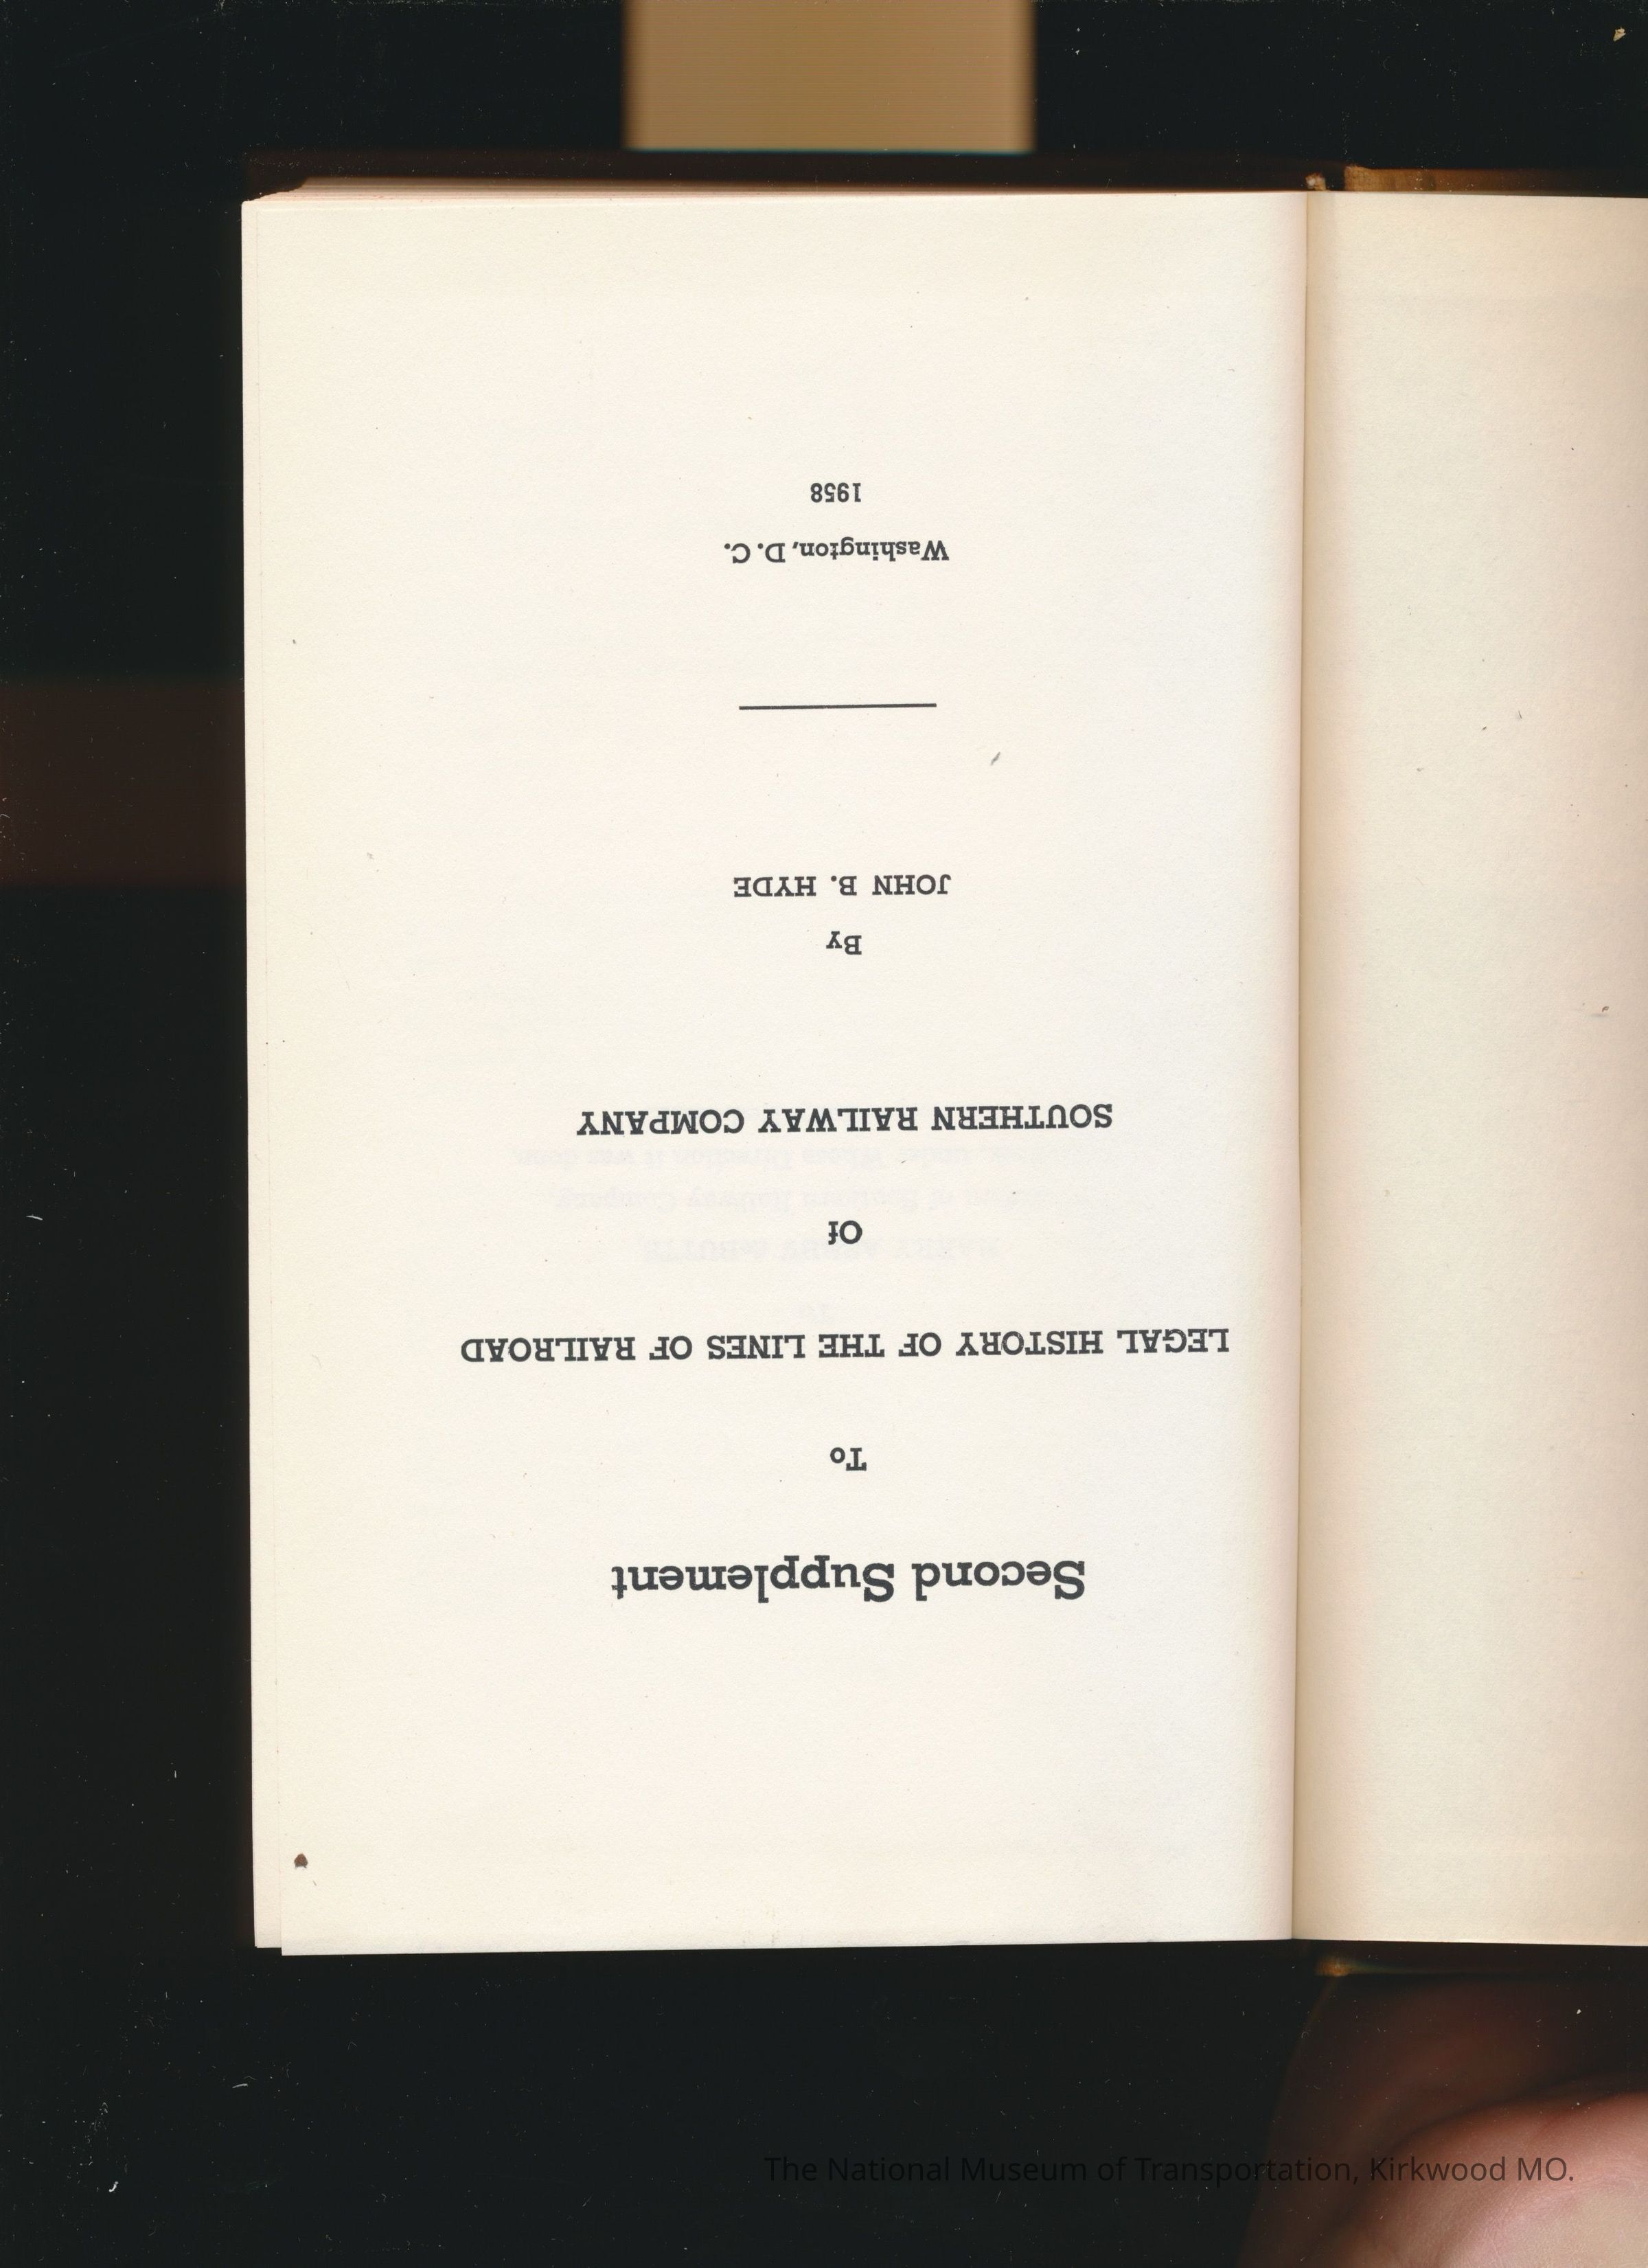 Second Supplement
To
LEGAL HISTORY OF THE LINES OF RAILROAD
Of
SOUTHERN RAILWAY COMPANY
By
JOHN B. HYDE
Washington, D. C.
1958
The National Museum of Transportation, Kirkwood MO.